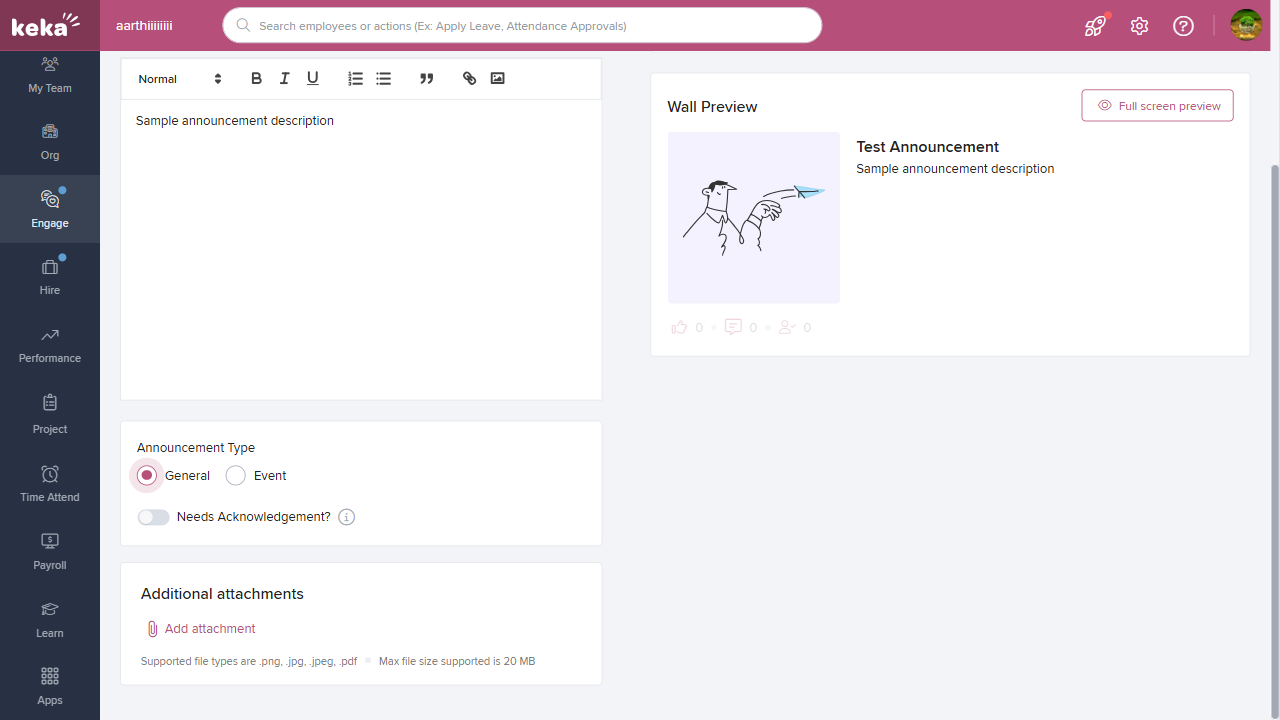 keka
aarthiiiiiiii
Search employees or actions (Ex: Apply Leave, Attendance Approvals)
My Team
Org
Engage
Hire
Performance
Project
Time Attend
Payroll
Learn
Apps
Normal
B I U
Sample announcement description
Announcement Type
General Event
Needs Acknowledgement?
Additional attachments
Add attachment
Supported file types are .png, .jpg, .jpeg, .pdf Max file size supported is 20 MB
Wall Preview
Full screen preview
Test Announcement
Sample announcement description
0 0 0